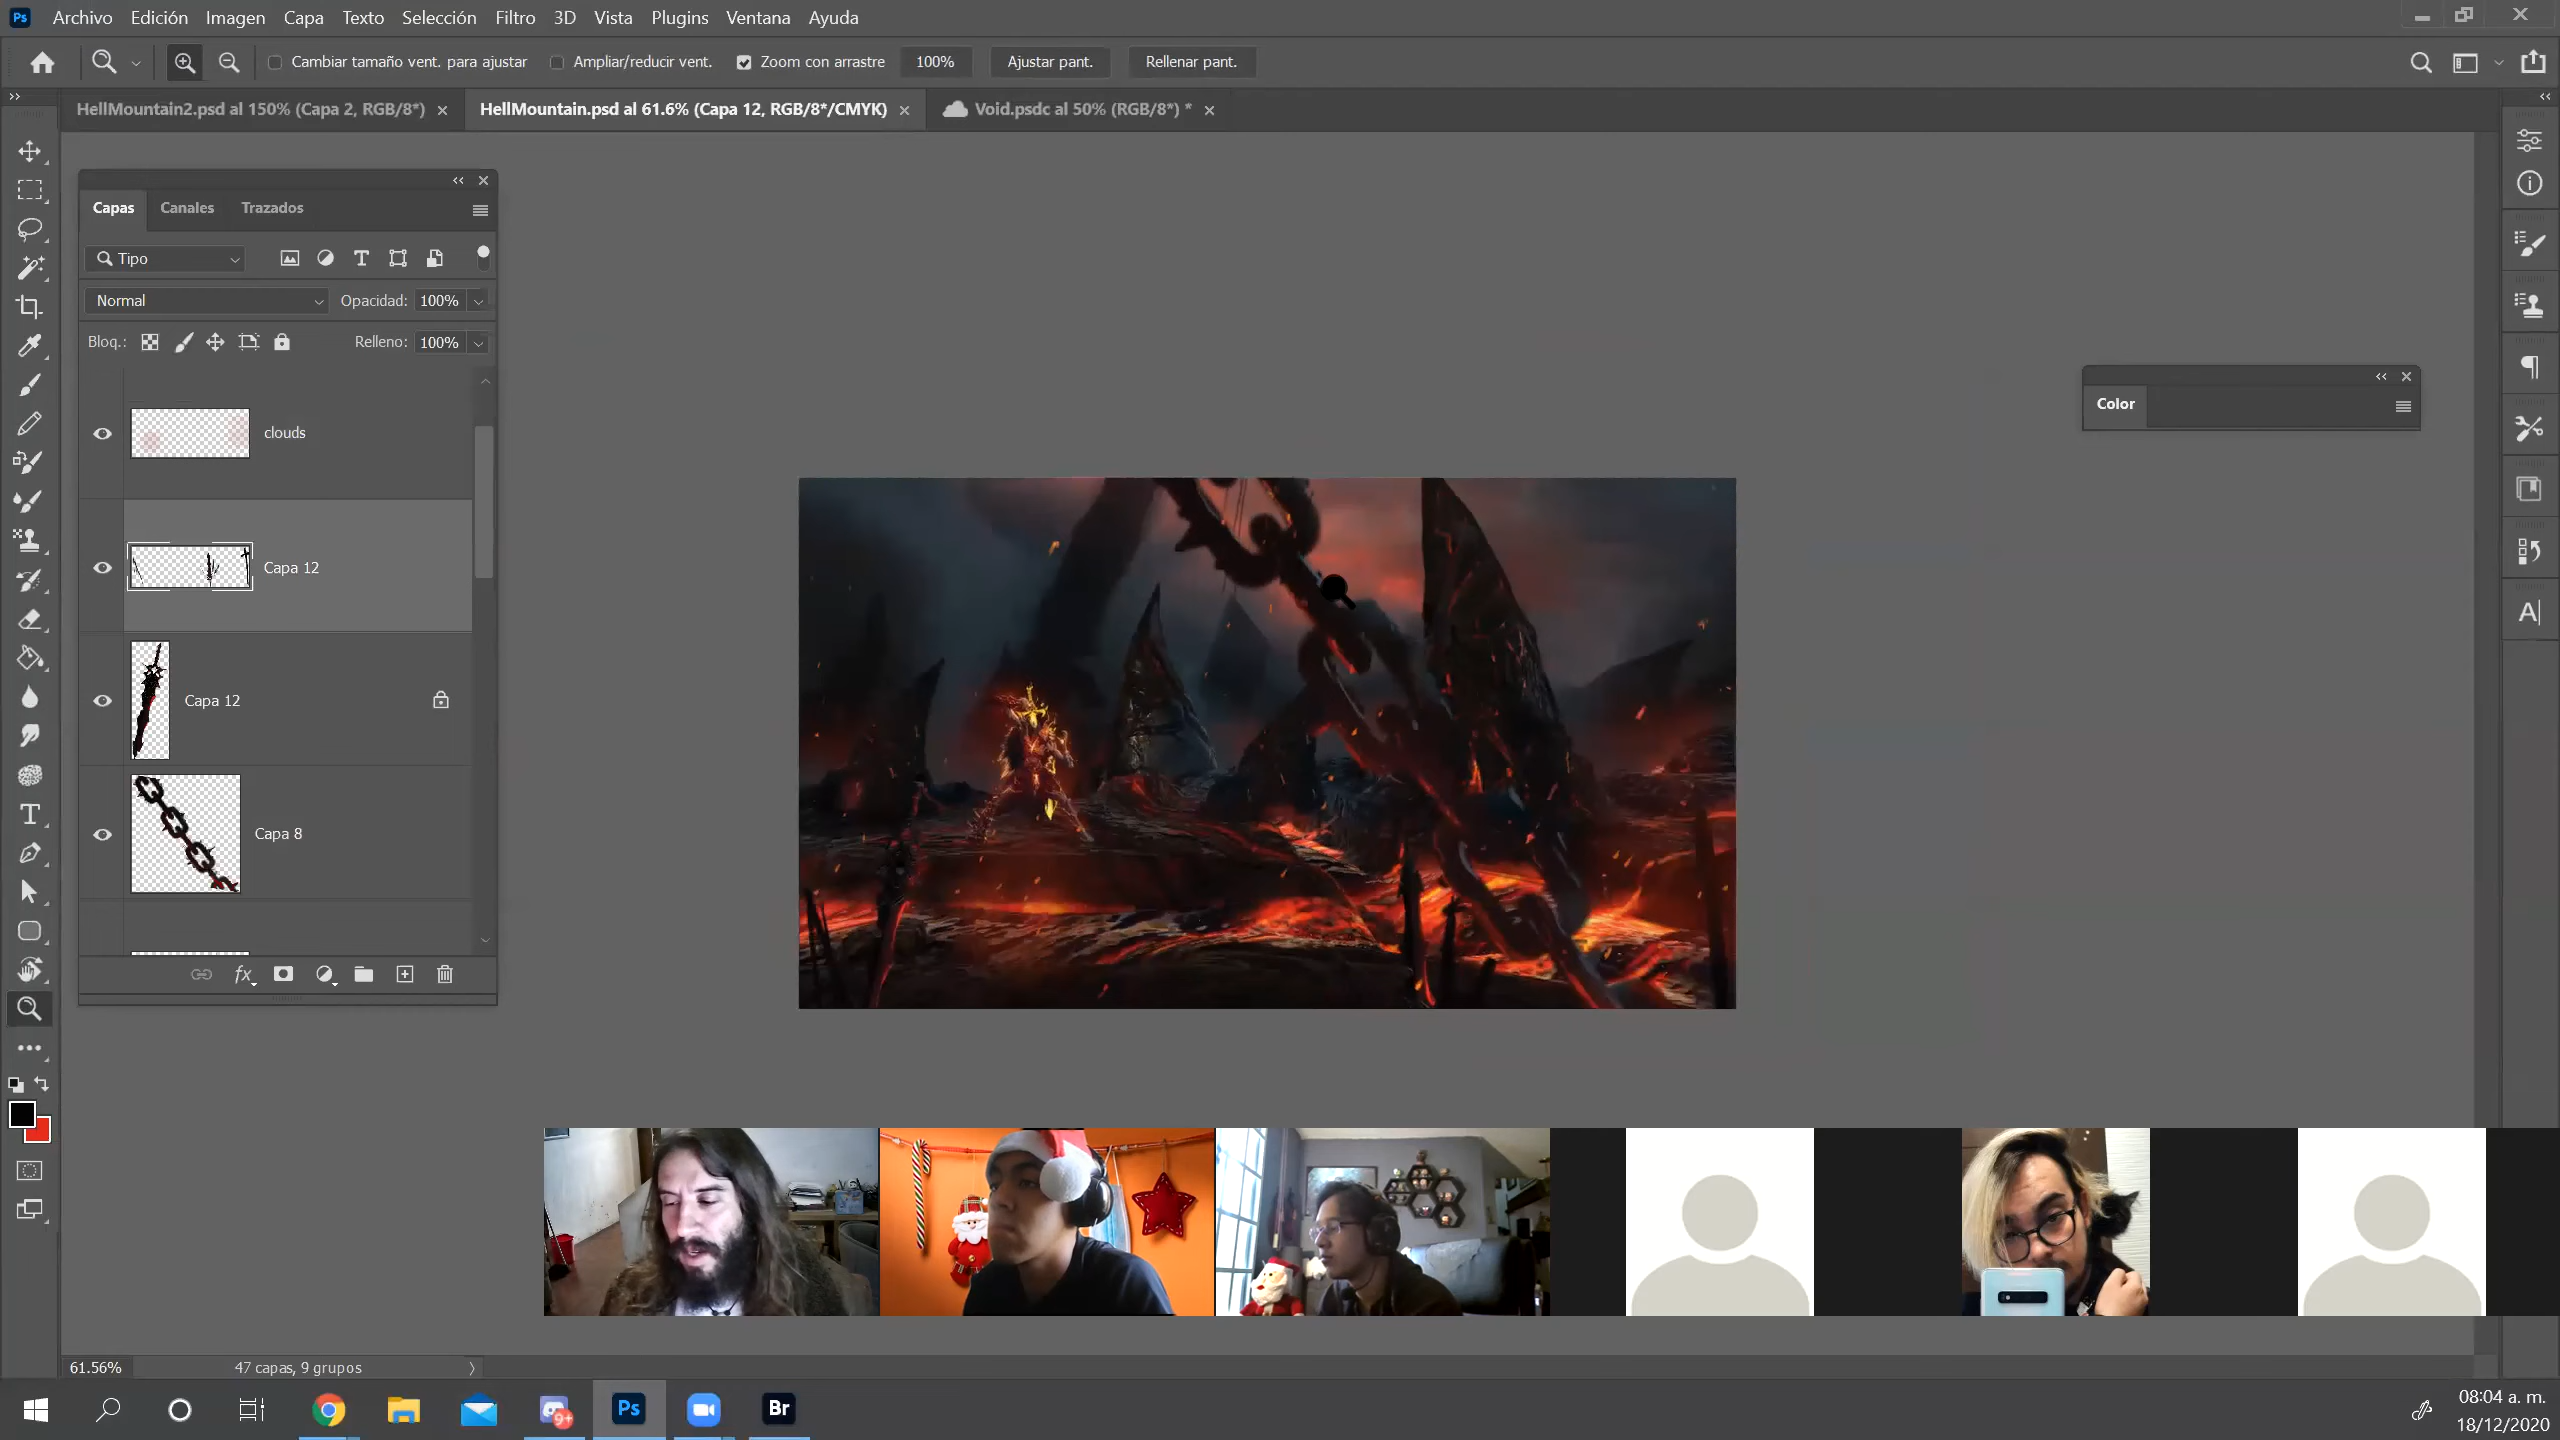 Ps Archivo Edición Imagen Capa Texto Selección Filtro 3D Vista Plugins Ventana Ayuda
Cambiar tamaño vent. para ajustar Ampliar/reducir vent. Zoom con arrastre 100% Ajustar pant. Rellenar pant.
HellMountain2.psd al 150% (Capa 2, RGB/8*) HellMountain.psd al 61.6% (Capa 12, RGB/8*/CMYK) Void.psdc al 50% (RGB/8*) *
Capas Canales Trazados
Tipo
Normal Opacidad: 100%
Bloq.: Relleno: 100%
clouds
Capa 12
Capa 12
Capa 8
Color
61.56% 47 capas, 9 grupos
9+ Ps Br
08:04 a. m.
18/12/2020